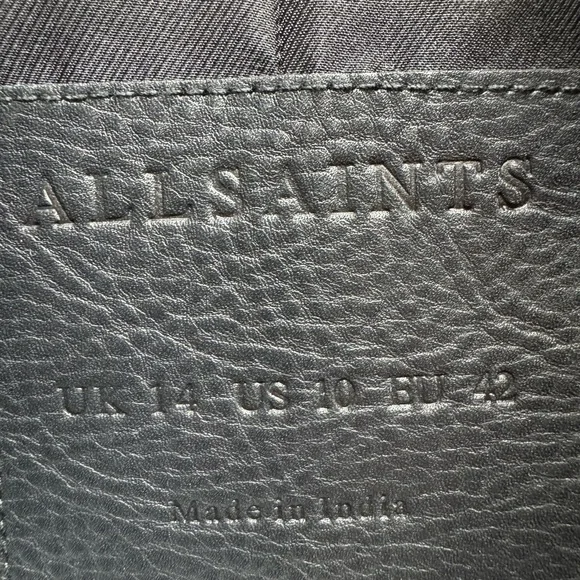 ALLSAINTS
UK 14 US 10 EU 42
Made in India